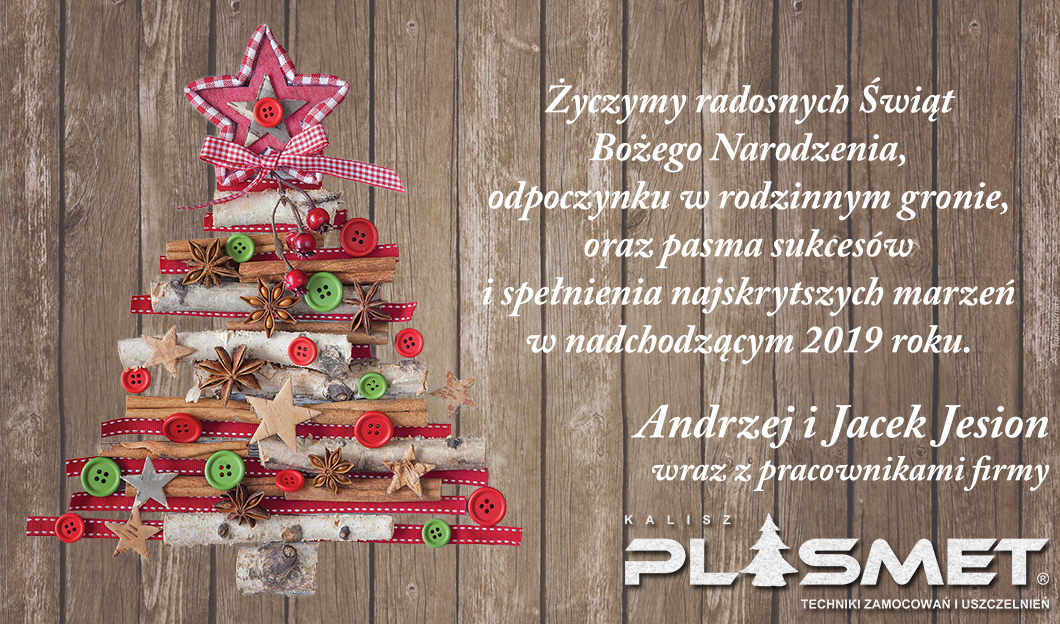 Życzymy radosnych Świąt
Bożego Narodzenia,
odpoczynku w rodzinnym gronie,
oraz pasma sukcesów
i spełnienia najskrytszych marzeń
w nadchodzącym 2019 roku.
Andrzej i Jacek Jesion
wraz z pracownikami firmy
KALISZ
PLASMET®
TECHNIKI ZAMOCOWAŃ I USZCZELNIEŃ